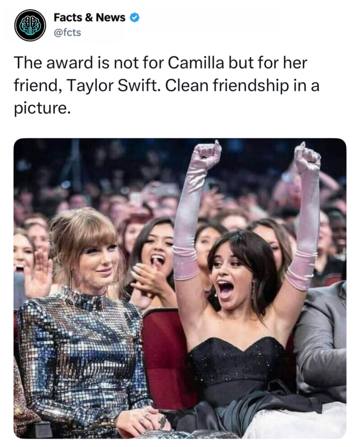 Facts & News
@fcts
The award is not for Camilla but for her
friend, Taylor Swift. Clean friendship in a
picture.